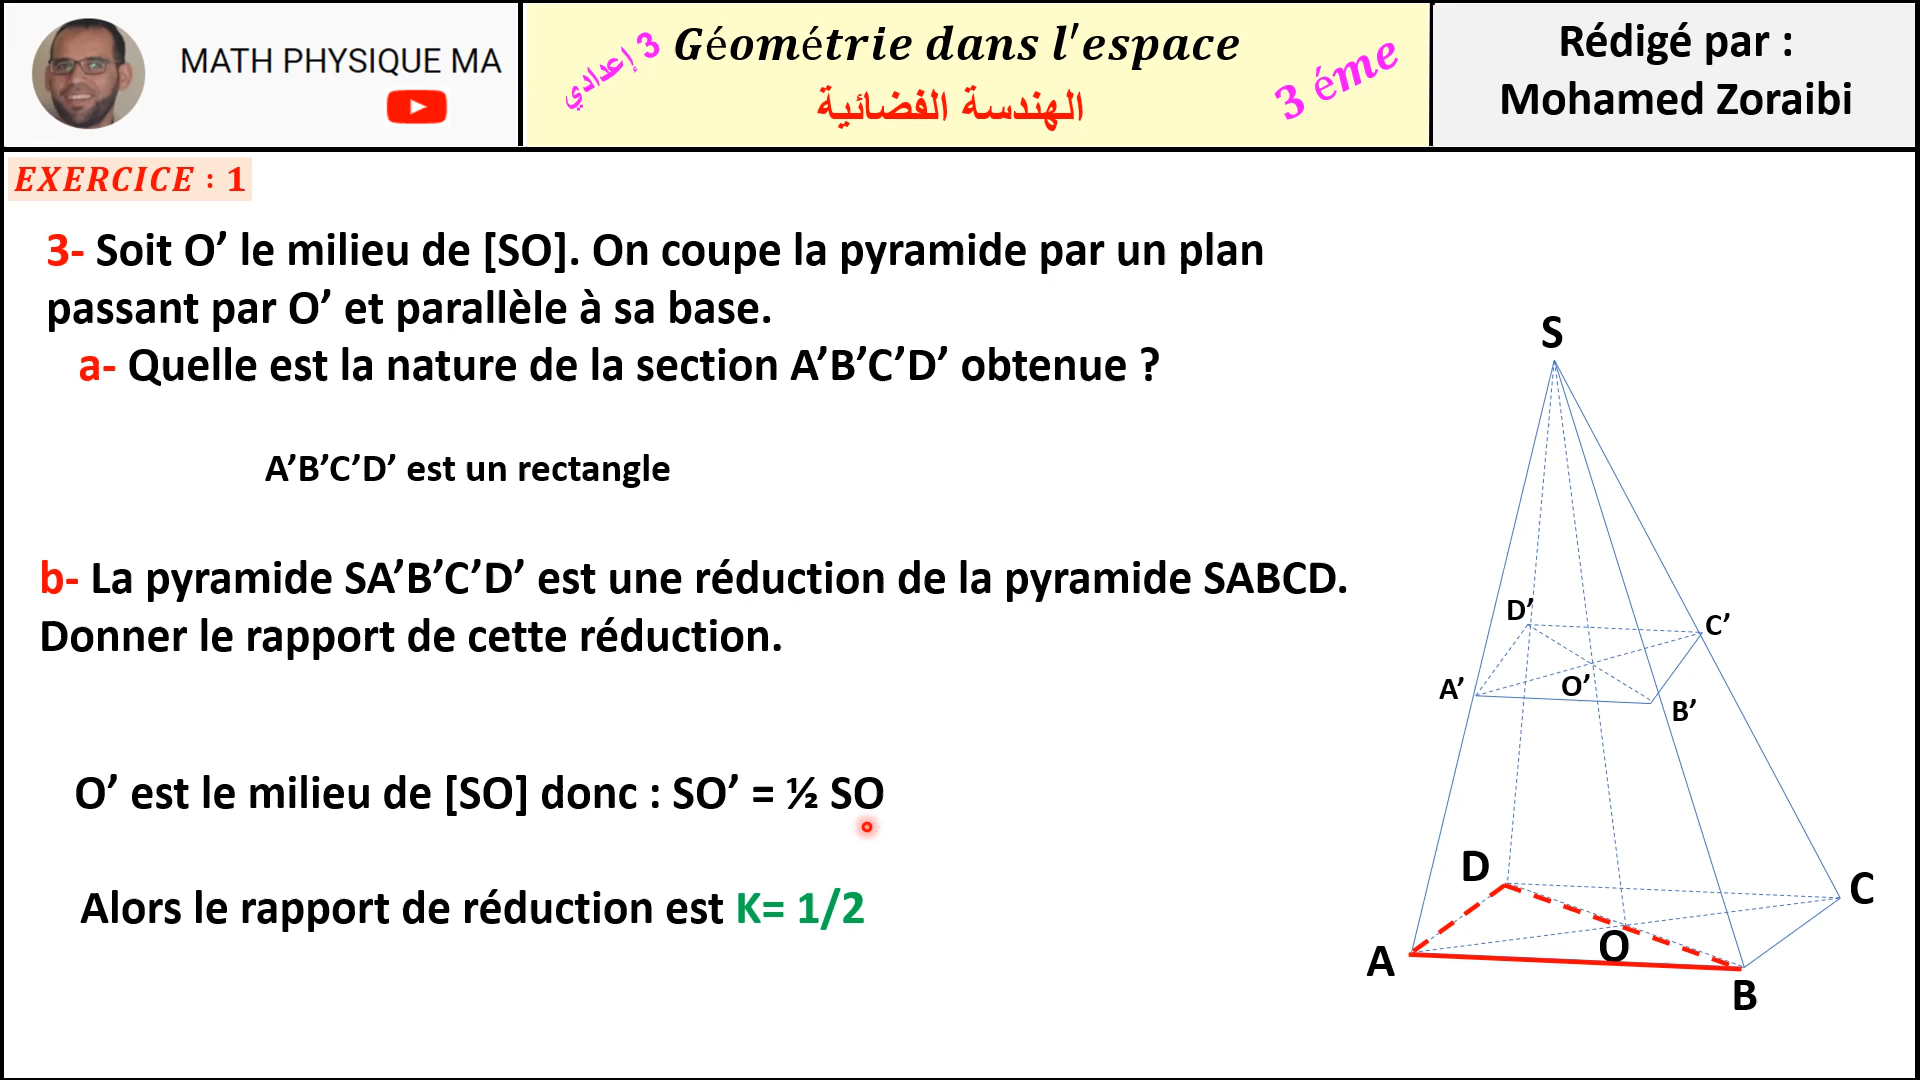 MATH PHYSIQUE MA
3 إعدادي
Géométrie dans l'espace
الهندسة الفضائية
3 éme
Rédigé par :
Mohamed Zoraibi
EXERCICE : 1
3- Soit O’ le milieu de [SO]. On coupe la pyramide par un plan
passant par O’ et parallèle à sa base.
a- Quelle est la nature de la section A’B’C’D’ obtenue ?
A’B’C’D’ est un rectangle
b- La pyramide SA’B’C’D’ est une réduction de la pyramide SABCD.
Donner le rapport de cette réduction.
O’ est le milieu de [SO] donc : SO’ = ½ SO
Alors le rapport de réduction est K= 1/2
S
D’
C’
A’
O’
B’
D
C
O
A
B